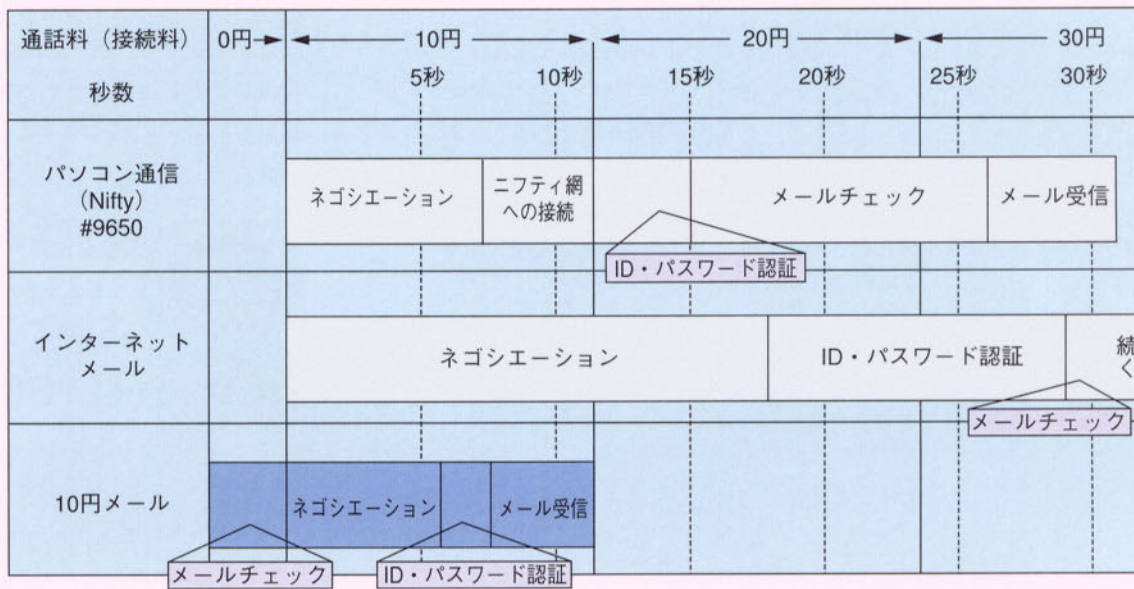 通話料（接続料）
0円
10円
20円
30円
秒数
5秒
10秒
15秒
20秒
25秒
30秒
パソコン通信
（Nifty）
#9650
ネゴシエーション
ニフティ網
への接続
メールチェック
メール受信
ID・パスワード認証
インターネット
メール
ネゴシエーション
ID・パスワード認証
続
く
メールチェック
10円メール
ネゴシエーション
メール受信
メールチェック
ID・パスワード認証